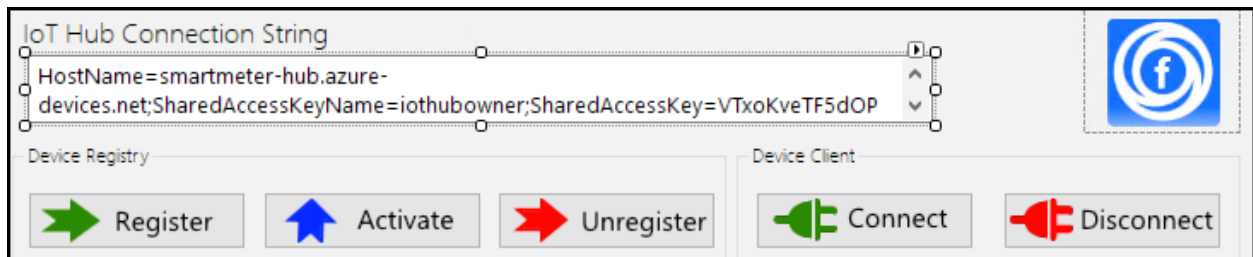 IoT Hub Connection String
HostName=smartmeter-hub.azure-
devices.net;SharedAccessKeyName=iothubowner;SharedAccessKey=VTxoKveTF5dOP
f
Device Registry
Device Client
Register
Activate
Unregister
Connect
Disconnect